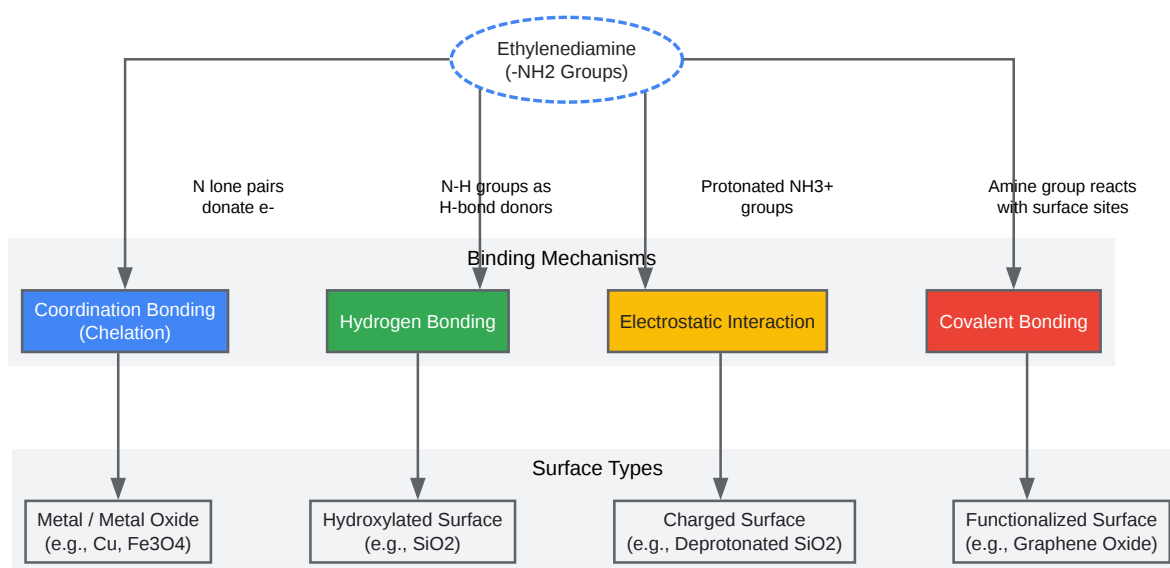 Ethylenediamine
(-NH2 Groups)
N lone pairs
donate e-
N-H groups as
H-bond donors
Protonated NH3+
groups
Amine group reacts
with surface sites
Binding Mechanisms
Coordination Bonding
(Chelation)
Hydrogen Bonding
Electrostatic Interaction
Covalent Bonding
Surface Types
Metal / Metal Oxide
(e.g., Cu, Fe3O4)
Hydroxylated Surface
(e.g., SiO2)
Charged Surface
(e.g., Deprotonated SiO2)
Functionalized Surface
(e.g., Graphene Oxide)